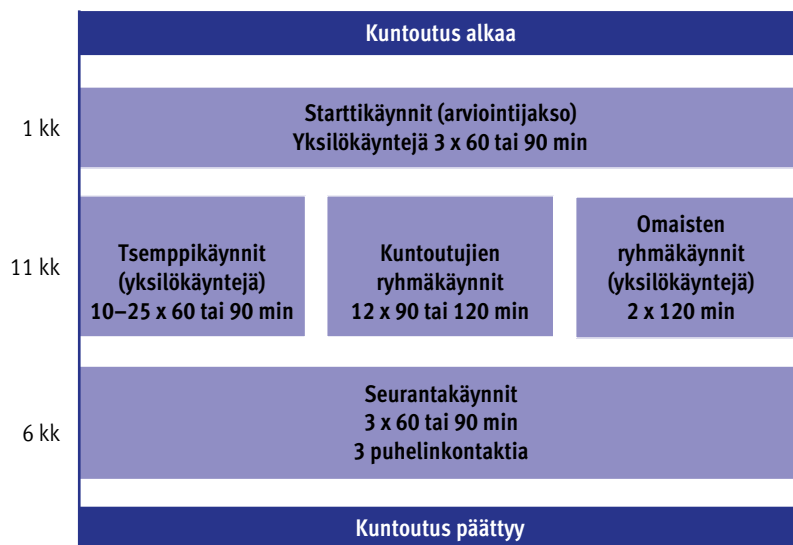 Kuntoutus alkaa
1 kk
Starttikäynnit (arviointijakso)
Yksilökäyntejä 3 x 60 tai 90 min
11 kk
Tsemppikäynnit
(yksilökäyntejä)
10–25 x 60 tai 90 min
Kuntoutujien
ryhmäkäynnit
12 x 90 tai 120 min
Omaisten
ryhmäkäynnit
(yksilökäyntejä)
2 x 120 min
6 kk
Seurantakäynnit
3 x 60 tai 90 min
3 puhelinkontaktia
Kuntoutus päättyy